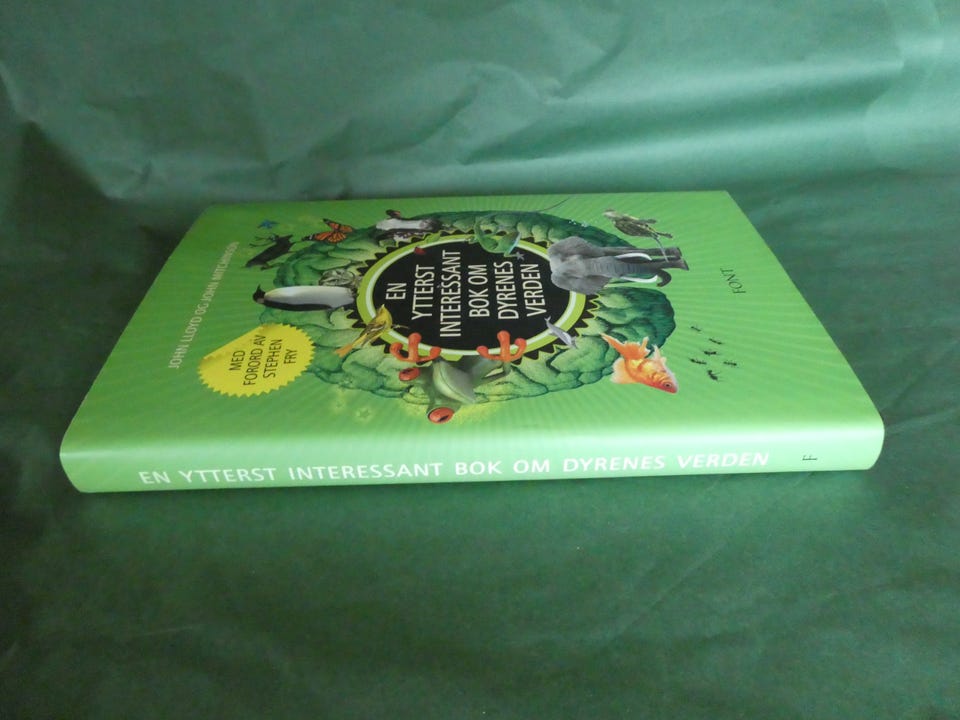 JOHN LLOYD OG JOHN MITCHINSON
EN
YTTERST
INTERESSANT
BOK OM
DYRENES
VERDEN
MED
FORORD AV
STEPHEN
FRY
FONT
EN YTTERST INTERESSANT BOK OM DYRENES VERDEN
F